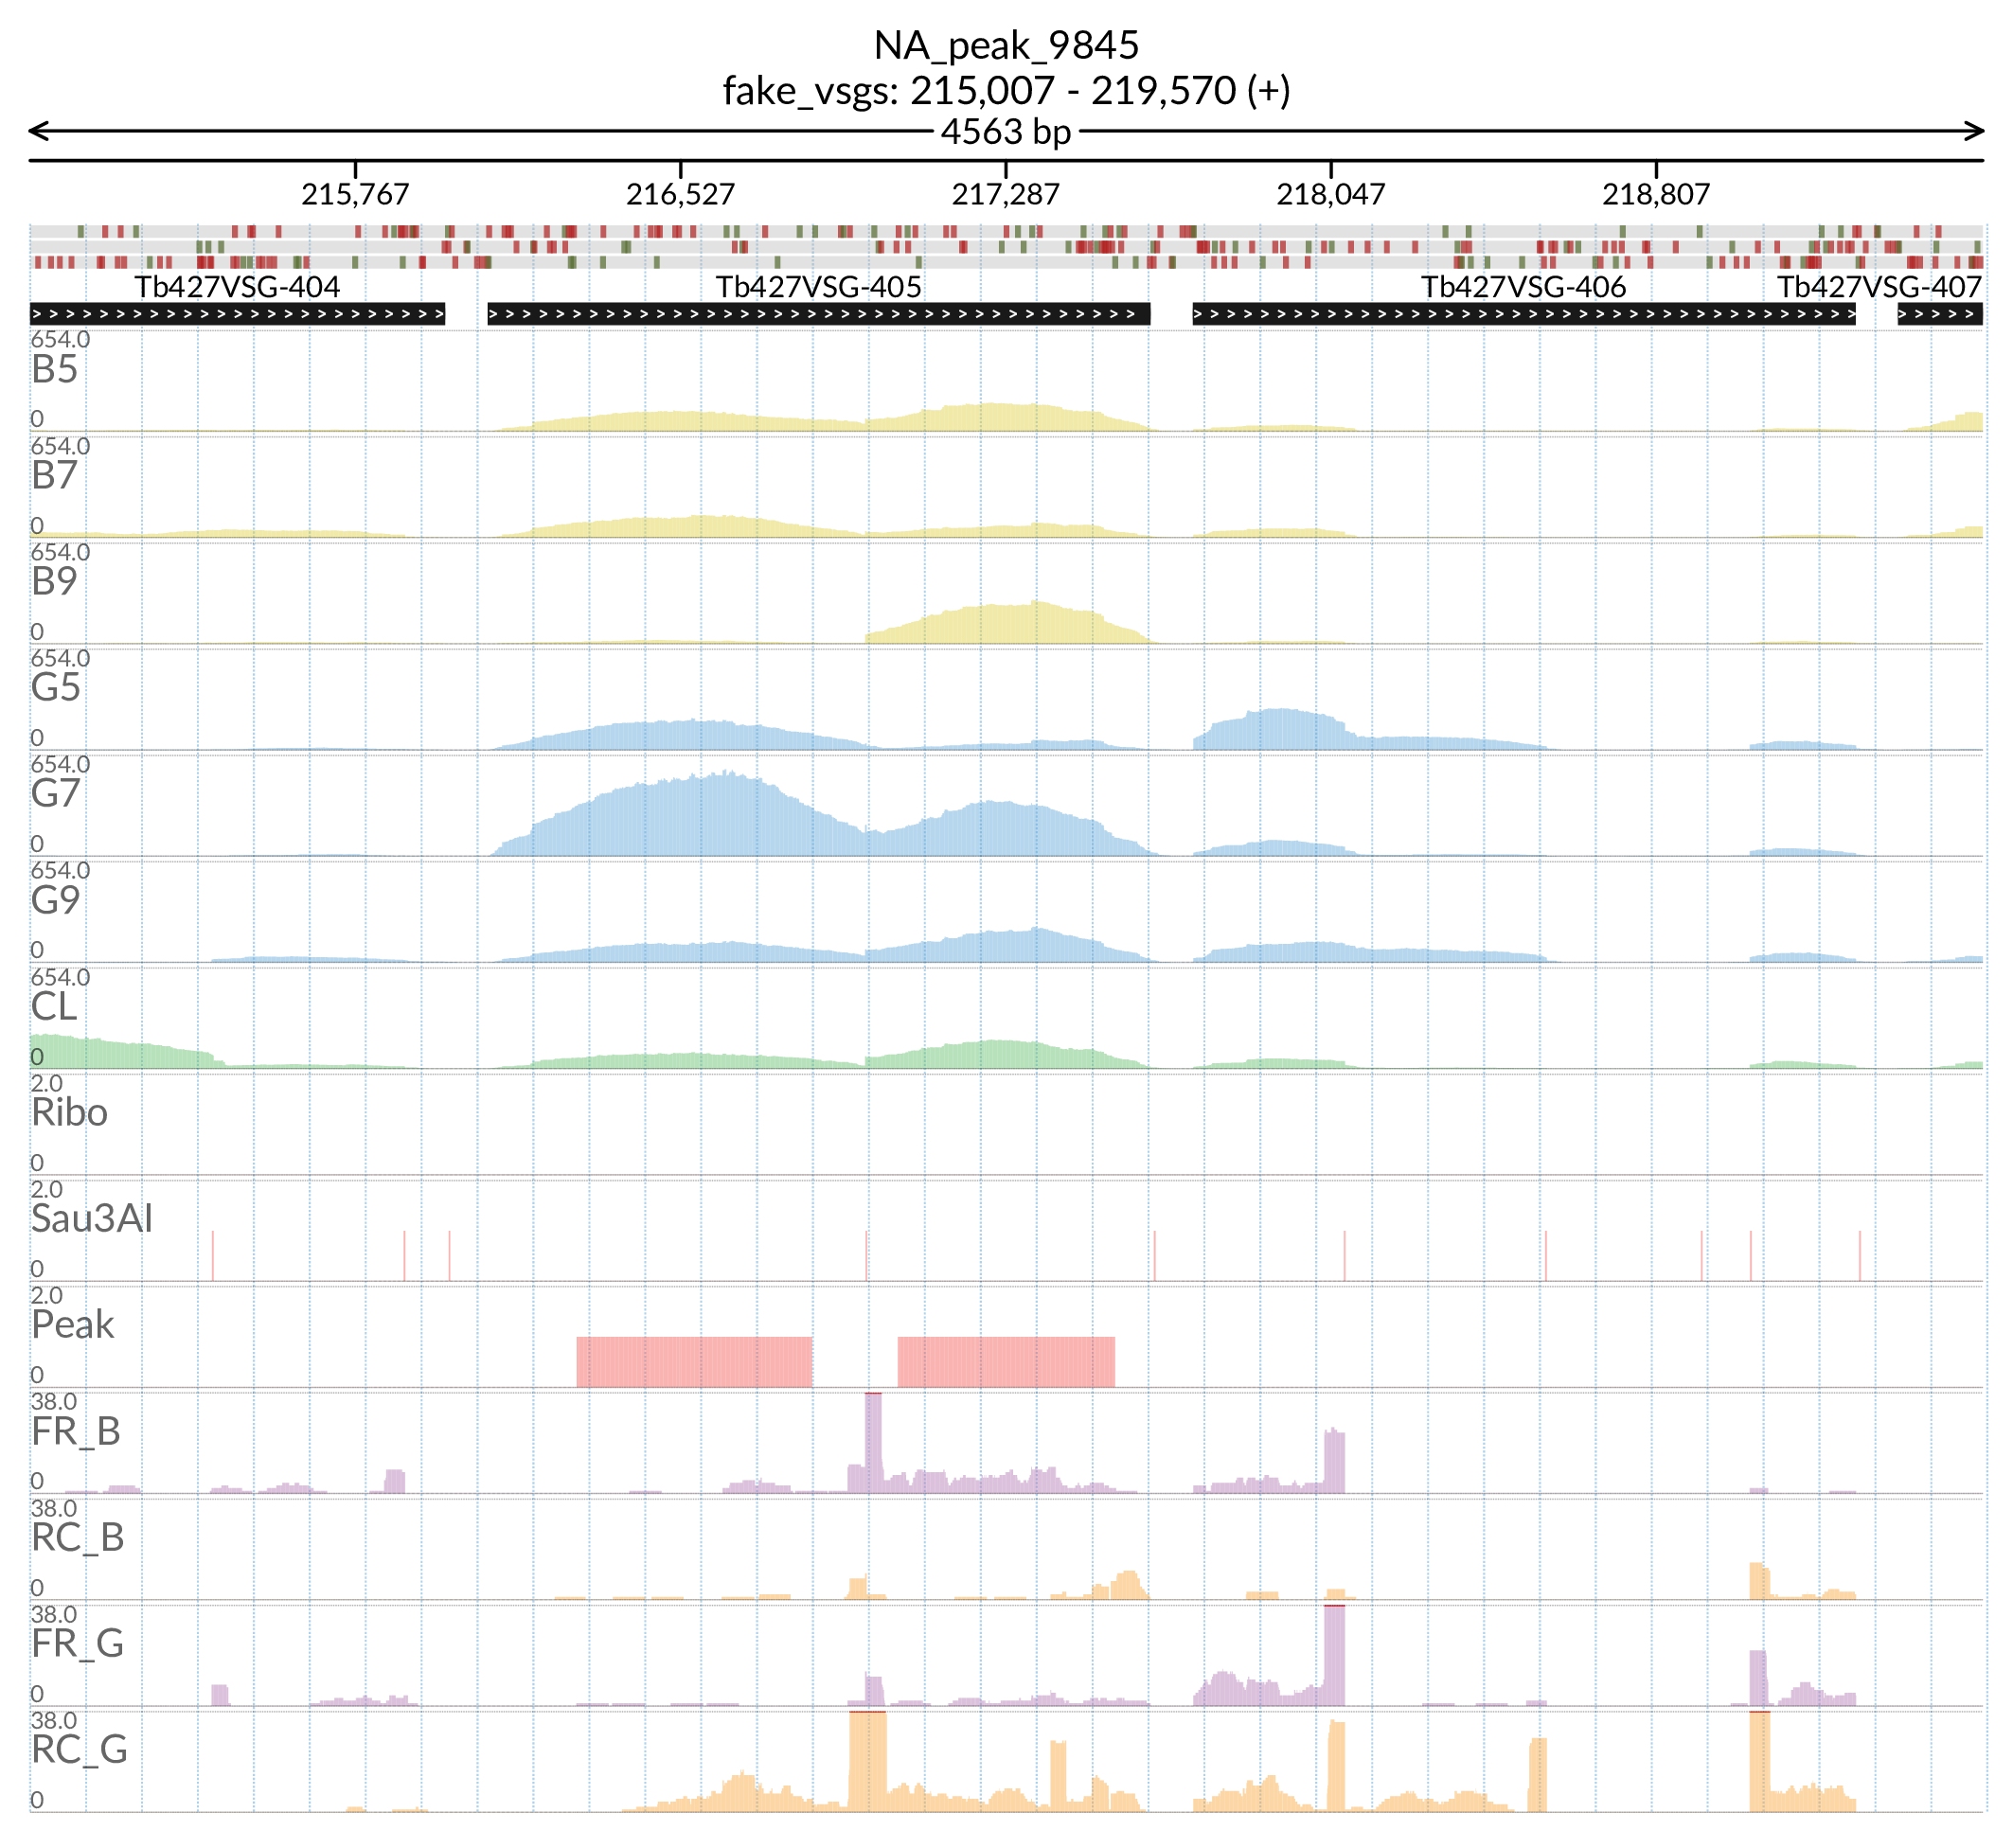 NA_peak_9845
fake_vsgs: 215,007 - 219,570 (+)
4563 bp
215,767 216,527 217,287 218,047 218,807
Tb427VSG-404 Tb427VSG-405 Tb427VSG-406 Tb427VSG-407
654.0
B5
0
654.0
B7
0
654.0
B9
0
654.0
G5
0
654.0
G7
0
654.0
G9
0
654.0
CL
0
2.0
Ribo
0
2.0
Sau3AI
0
2.0
Peak
0
38.0
FR_B
0
38.0
RC_B
0
38.0
FR_G
0
38.0
RC_G
0